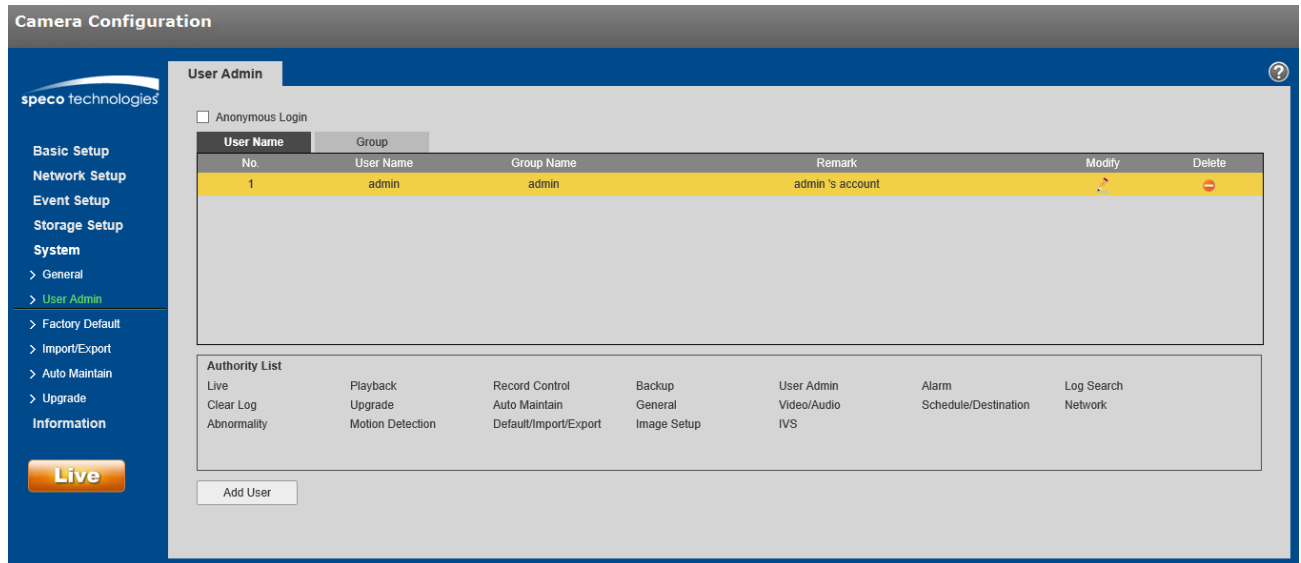 Camera Configuration
speco technologies
User Admin
?
Anonymous Login
User Name Group
No. User Name Group Name Remark Modify Delete
1 admin admin admin 's account
Basic Setup
Network Setup
Event Setup
Storage Setup
System
> General
> User Admin
> Factory Default
> Import/Export
> Auto Maintain
> Upgrade
Information
Live
Authority List
Live Playback Record Control Backup User Admin Alarm Log Search
Clear Log Upgrade Auto Maintain General Video/Audio Schedule/Destination Network
Abnormality Motion Detection Default/Import/Export Image Setup IVS
Add User